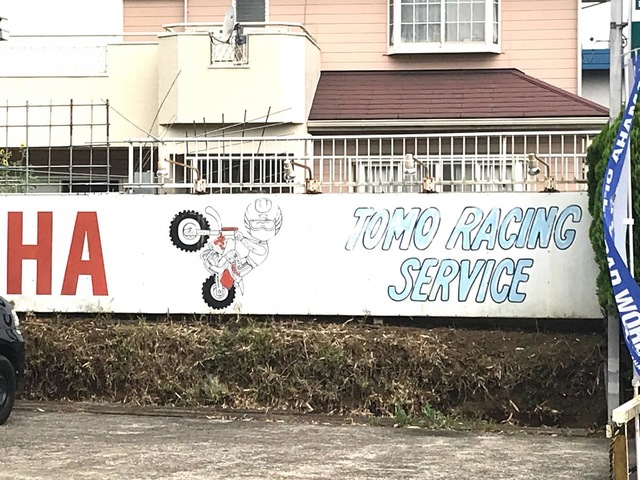 HA
TOMO RACING
SERVICE